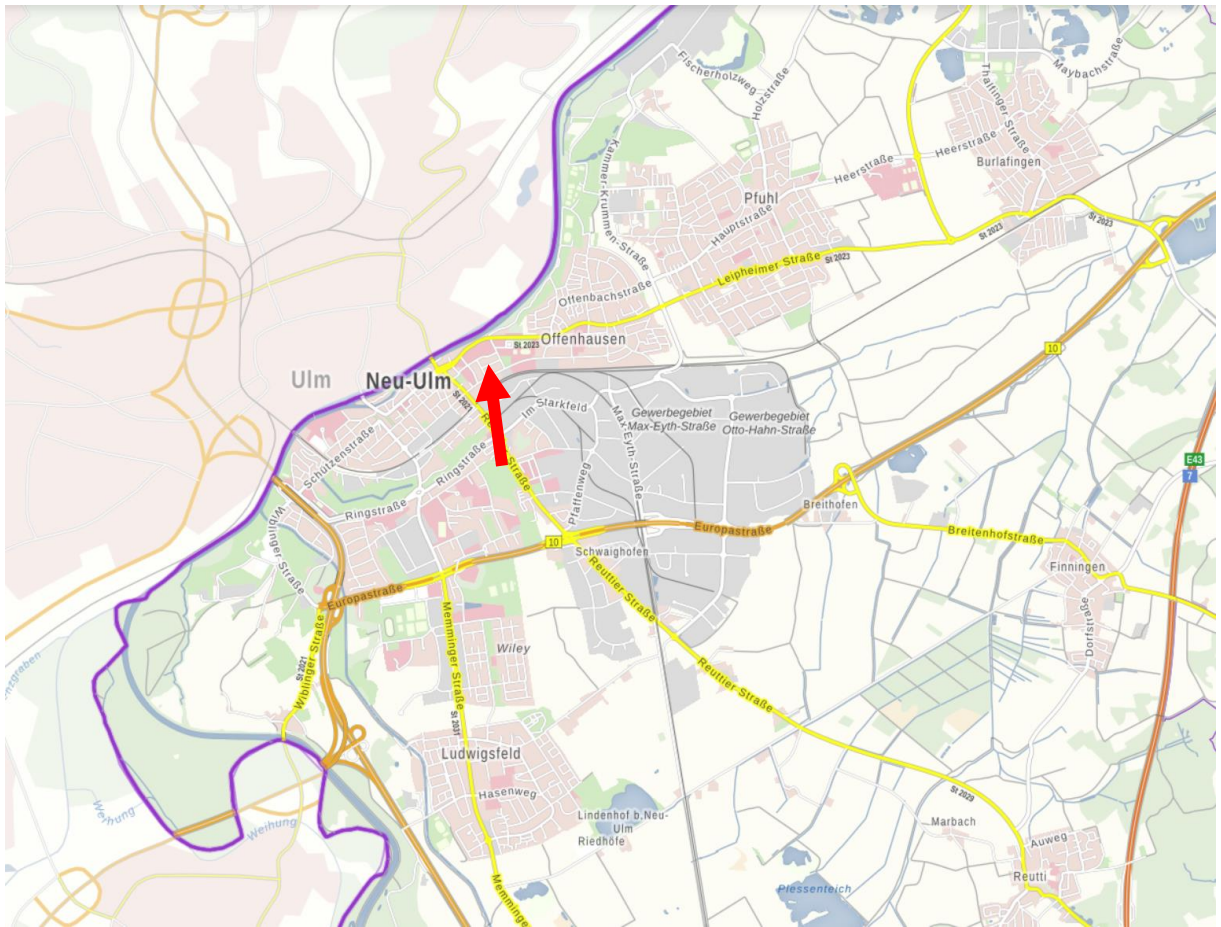 Fischerholzweg
Holzstraße
Maybachstraße
Thalfinger Straße
Heerstraße
Burlafingen
Heerstraße
Kammer-Krummen-Straße
Pfuhl
Hauptstraße
St 2023
St 2023
Leipheimer Straße
St 2023
Offenbachstraße
St 2023
Offenhausen
10
Ulm
Neu-Ulm
St 2021
Im Starkfeld
Max-Eyth-Straße
Gewerbegebiet
Max-Eyth-Straße
Gewerbegebiet
Otto-Hahn-Straße
Schützenstraße
Ringstraße
Straße
E43
7
Pfaffenweg
Ringstraße
Wiblinger Straße
Breithofen
Europastraße
Breitenhofstraße
10
Schwaighofen
Finningen
Europastraße
Reuttier Straße
Dorfstraße
Memminger Straße
Wiley
St 2021
Wiblinger Straße
Reuttier Straße
St 2031
Ludwigsfeld
Hasenweg
St 2029
Weihung
Weihung
Lindenhof b.Neu-
Ulm
Riedhöfe
Marbach
Auweg
Reutti
Plessenteich
Memminge